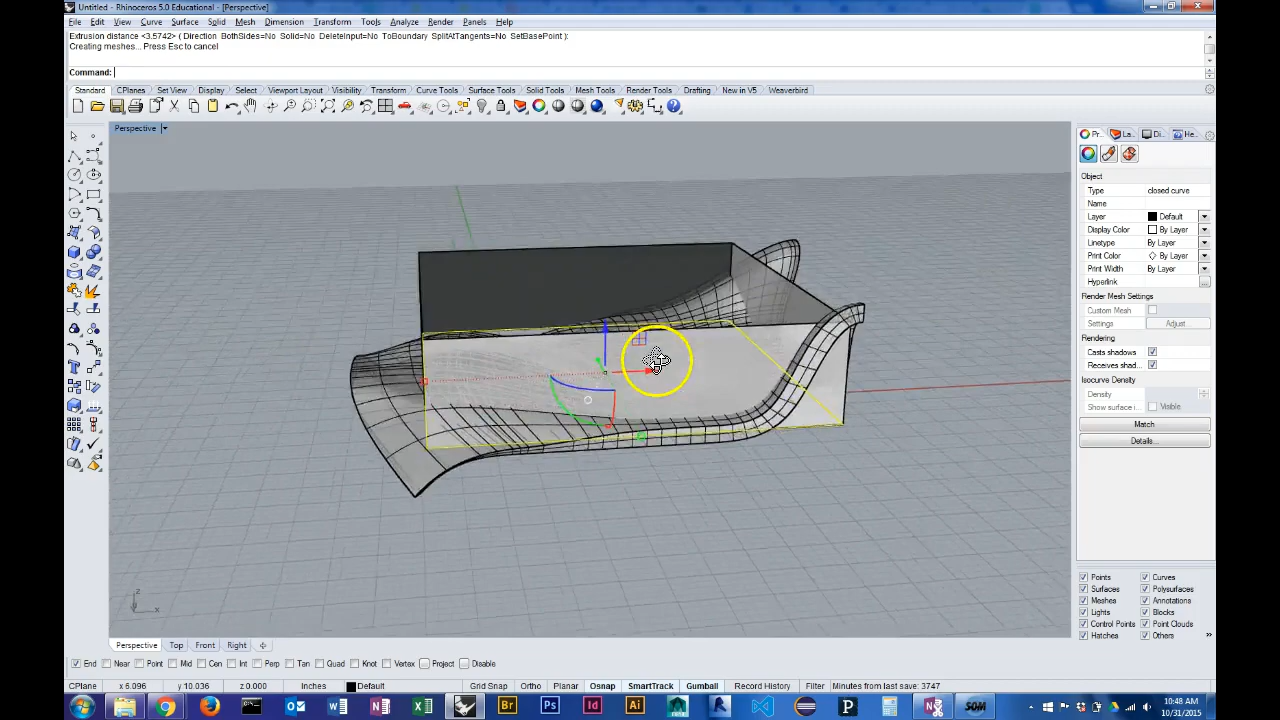 Untitled - Rhinoceros 5.0 Educational - [Perspective]
File Edit View Curve Surface Solid Mesh Dimension Transform Tools Analyze Render Panels Help
Extrusion distance <3.5742> ( Direction BothSides=No Solid=No DeleteInput=No ToBoundary SplitAtTangents=No SetBasePoint ):
Creating meshes... Press Esc to cancel
Command:
Standard CPlanes Set View Display Select Viewport Layout Visibility Transform Curve Tools Surface Tools Solid Tools Mesh Tools Render Tools Drafting New in V5 Weaverbird
Perspective
Pr... La... Di... He...
Object
Type closed curve
Name
Layer Default
Display Color By Layer
Linetype By Layer
Print Color By Layer
Print Width By Layer
Hyperlink ...
Render Mesh Settings
Custom Mesh
Settings Adjust...
Rendering
Casts shadows
Receives shad...
Isocurve Density
Density
Show surface i... Visible
Match
Details...
z
x
Points Curves
Surfaces Polysurfaces
Meshes Annotations
Lights Blocks
Control Points Point Clouds
Hatches Others »
Perspective Top Front Right
End Near Point Mid Cen Int Perp Tan Quad Knot Vertex Project Disable
CPlane x 6.096 y 10.036 z 0.000 Inches Default Grid Snap Ortho Planar Osnap SmartTrack Gumball Record History Filter Minutes from last save: 3747
Br Ps Id Ai P SOM
10:48 AM
10/31/2015